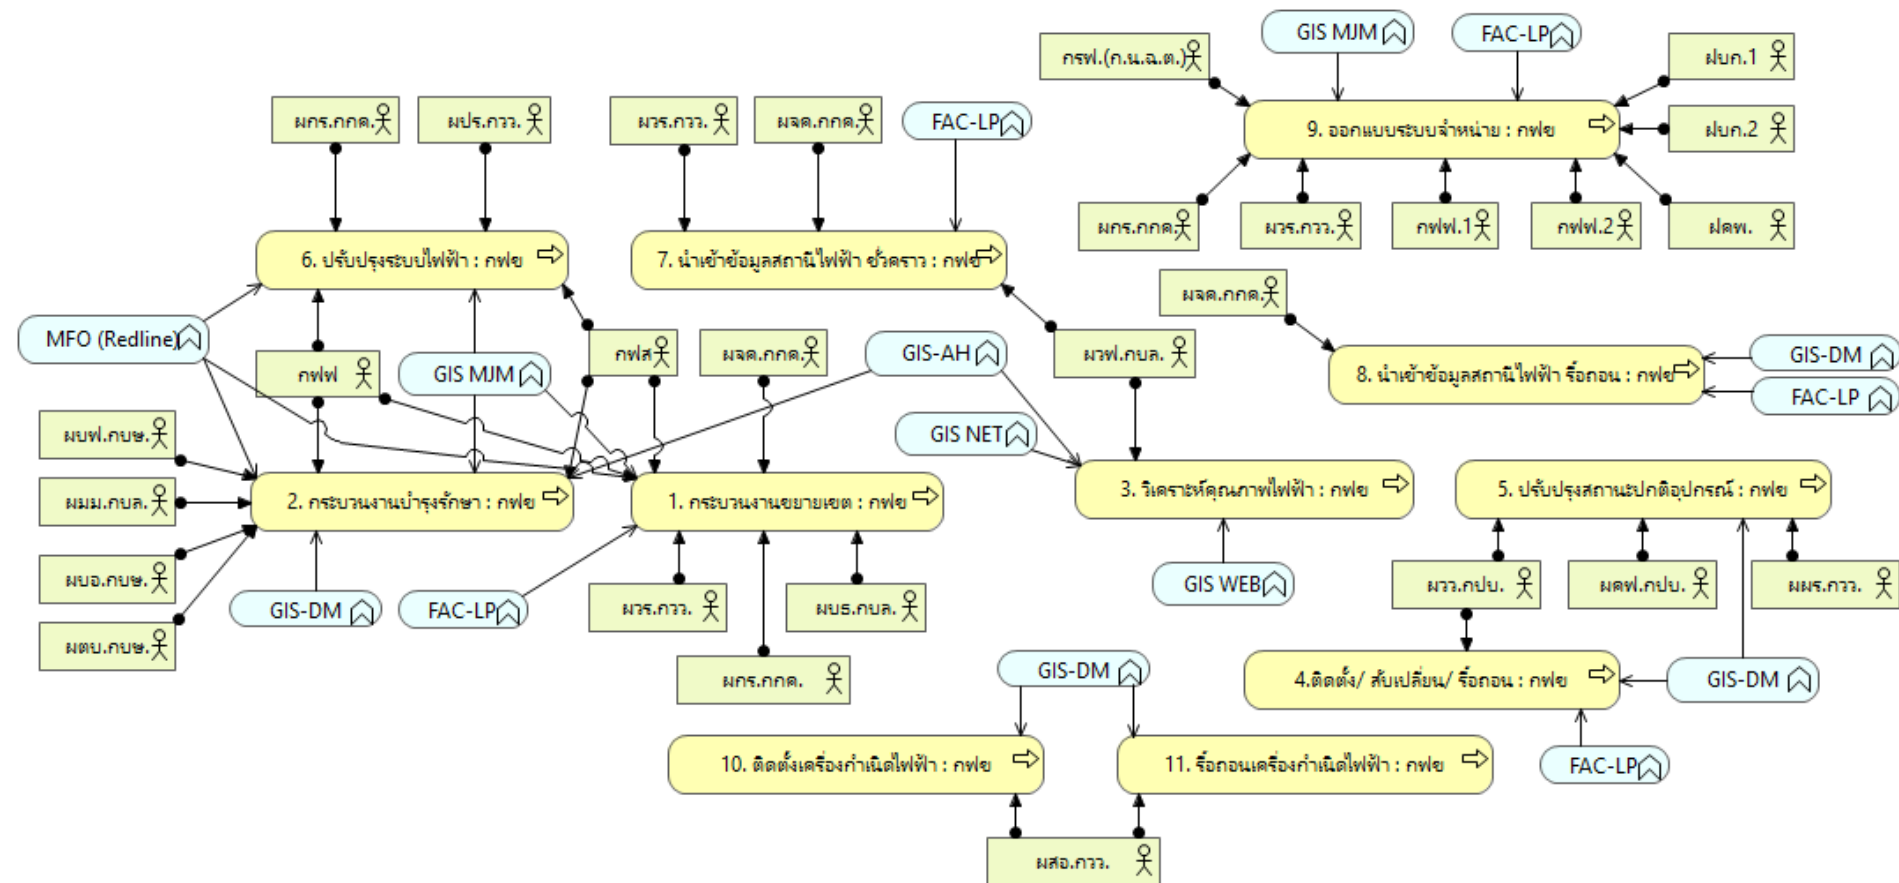 GIS MJM
FAC-LP
กรฟ.(ก.น.ฉ.ต.)
ฝบก.1
ผกร.กกค.
ผปร.กวว.
ผวร.กวว.
ผจด.กกค.
FAC-LP
9. ออกแบบระบบจำหน่าย : กฟข
ฝบก.2
ผกร.กกค.
ผวร.กวว.
กฟฟ.1
กฟฟ.2
ฝคพ.
6. ปรับปรุงระบบไฟฟ้า : กฟข
7. นำเข้าข้อมูลสถานีไฟฟ้า ชั่วคราว : กฟข
ผจด.กกค.
MFO (Redline)
กฟฟ
GIS MJM
กฟส
ผจด.กกค.
GIS-AH
ผวฟ.กบล.
GIS-DM
8. นำเข้าข้อมูลสถานีไฟฟ้า รื้อถอน : กฟข
FAC-LP
ผบฟ.กบษ.
GIS NET
ผมม.กบล.
2. กระบวนงานบำรุงรักษา : กฟข
1. กระบวนงานขยายเขต : กฟข
3. วิเคราะห์คุณภาพไฟฟ้า : กฟข
5. ปรับปรุงสถานะปกติอุปกรณ์ : กฟข
ผบอ.กบษ.
GIS-DM
FAC-LP
ผวร.กวว.
ผบธ.กบล.
GIS WEB
ผวว.กปบ.
ผคฟ.กปบ.
ผผร.กวว.
ผตบ.กบษ.
ผกร.กกค.
GIS-DM
4.ติดตั้ง/ สับเปลี่ยน/ รื้อถอน : กฟข
GIS-DM
10. ติดตั้งเครื่องกำเนิดไฟฟ้า : กฟข
11. รื้อถอนเครื่องกำเนิดไฟฟ้า : กฟข
FAC-LP
ผสอ.กวว.